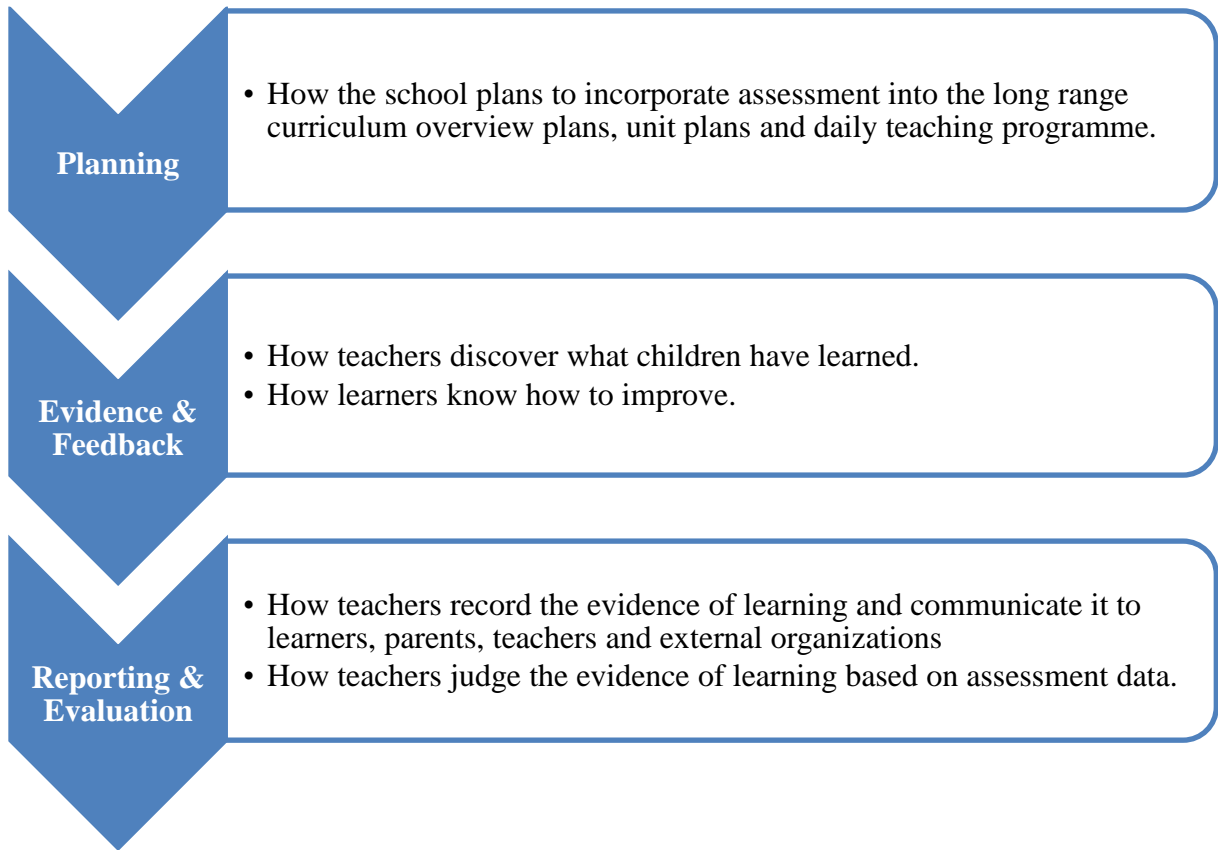 Planning
• How the school plans to incorporate assessment into the long range
curriculum overview plans, unit plans and daily teaching programme.
Evidence &
Feedback
• How teachers discover what children have learned.
• How learners know how to improve.
Reporting &
Evaluation
• How teachers record the evidence of learning and communicate it to
learners, parents, teachers and external organizations
• How teachers judge the evidence of learning based on assessment data.